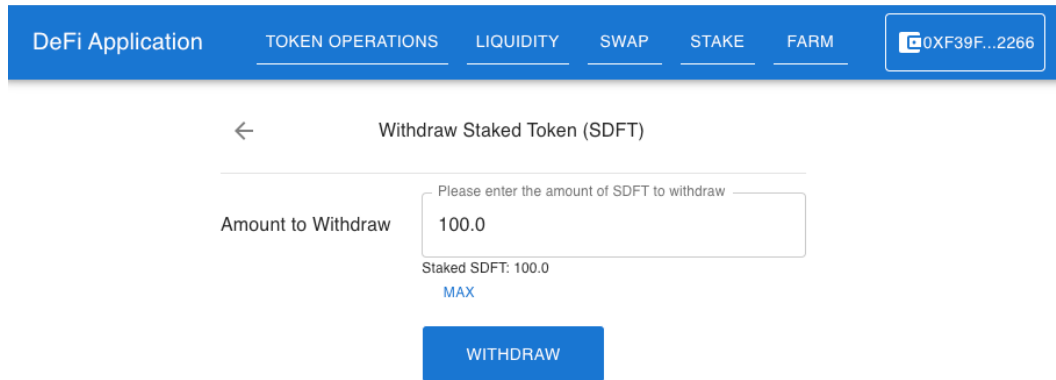 DeFi Application TOKEN OPERATIONS LIQUIDITY SWAP STAKE FARM 0XF39F...2266
Withdraw Staked Token (SDFT)
Please enter the amount of SDFT to withdraw
Amount to Withdraw 100.0
Staked SDFT: 100.0
MAX
WITHDRAW